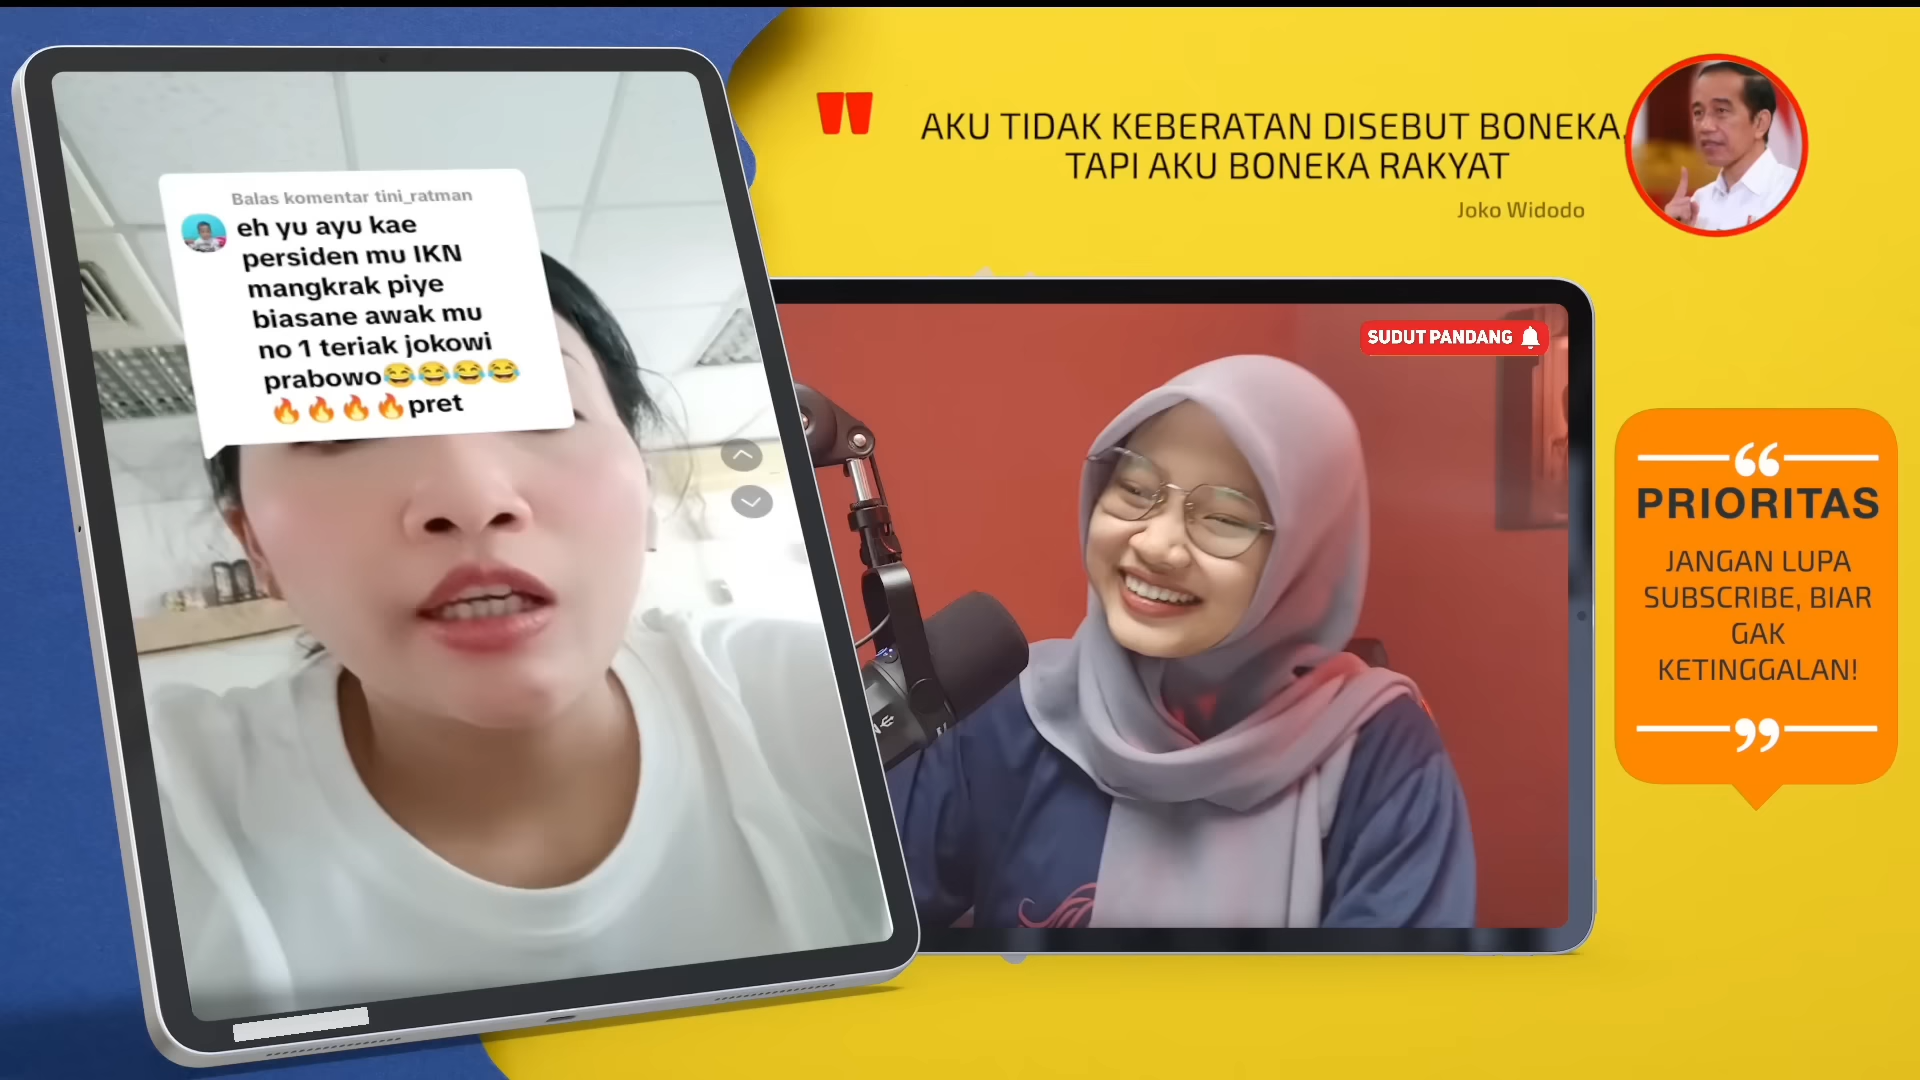 AKU TIDAK KEBERATAN DISEBUT BONEKA,
TAPI AKU BONEKA RAKYAT
Joko Widodo
Balas komentar tini_ratman
eh yu ayu kae
persiden mu IKN
mangkrak piye
biasane awak mu
no 1 teriak jokowi
prabowo😂😂😂😂
🔥🔥🔥🔥pret
SUDUT PANDANG
PRIORITAS
JANGAN LUPA
SUBSCRIBE, BIAR
GAK
KETINGGALAN!